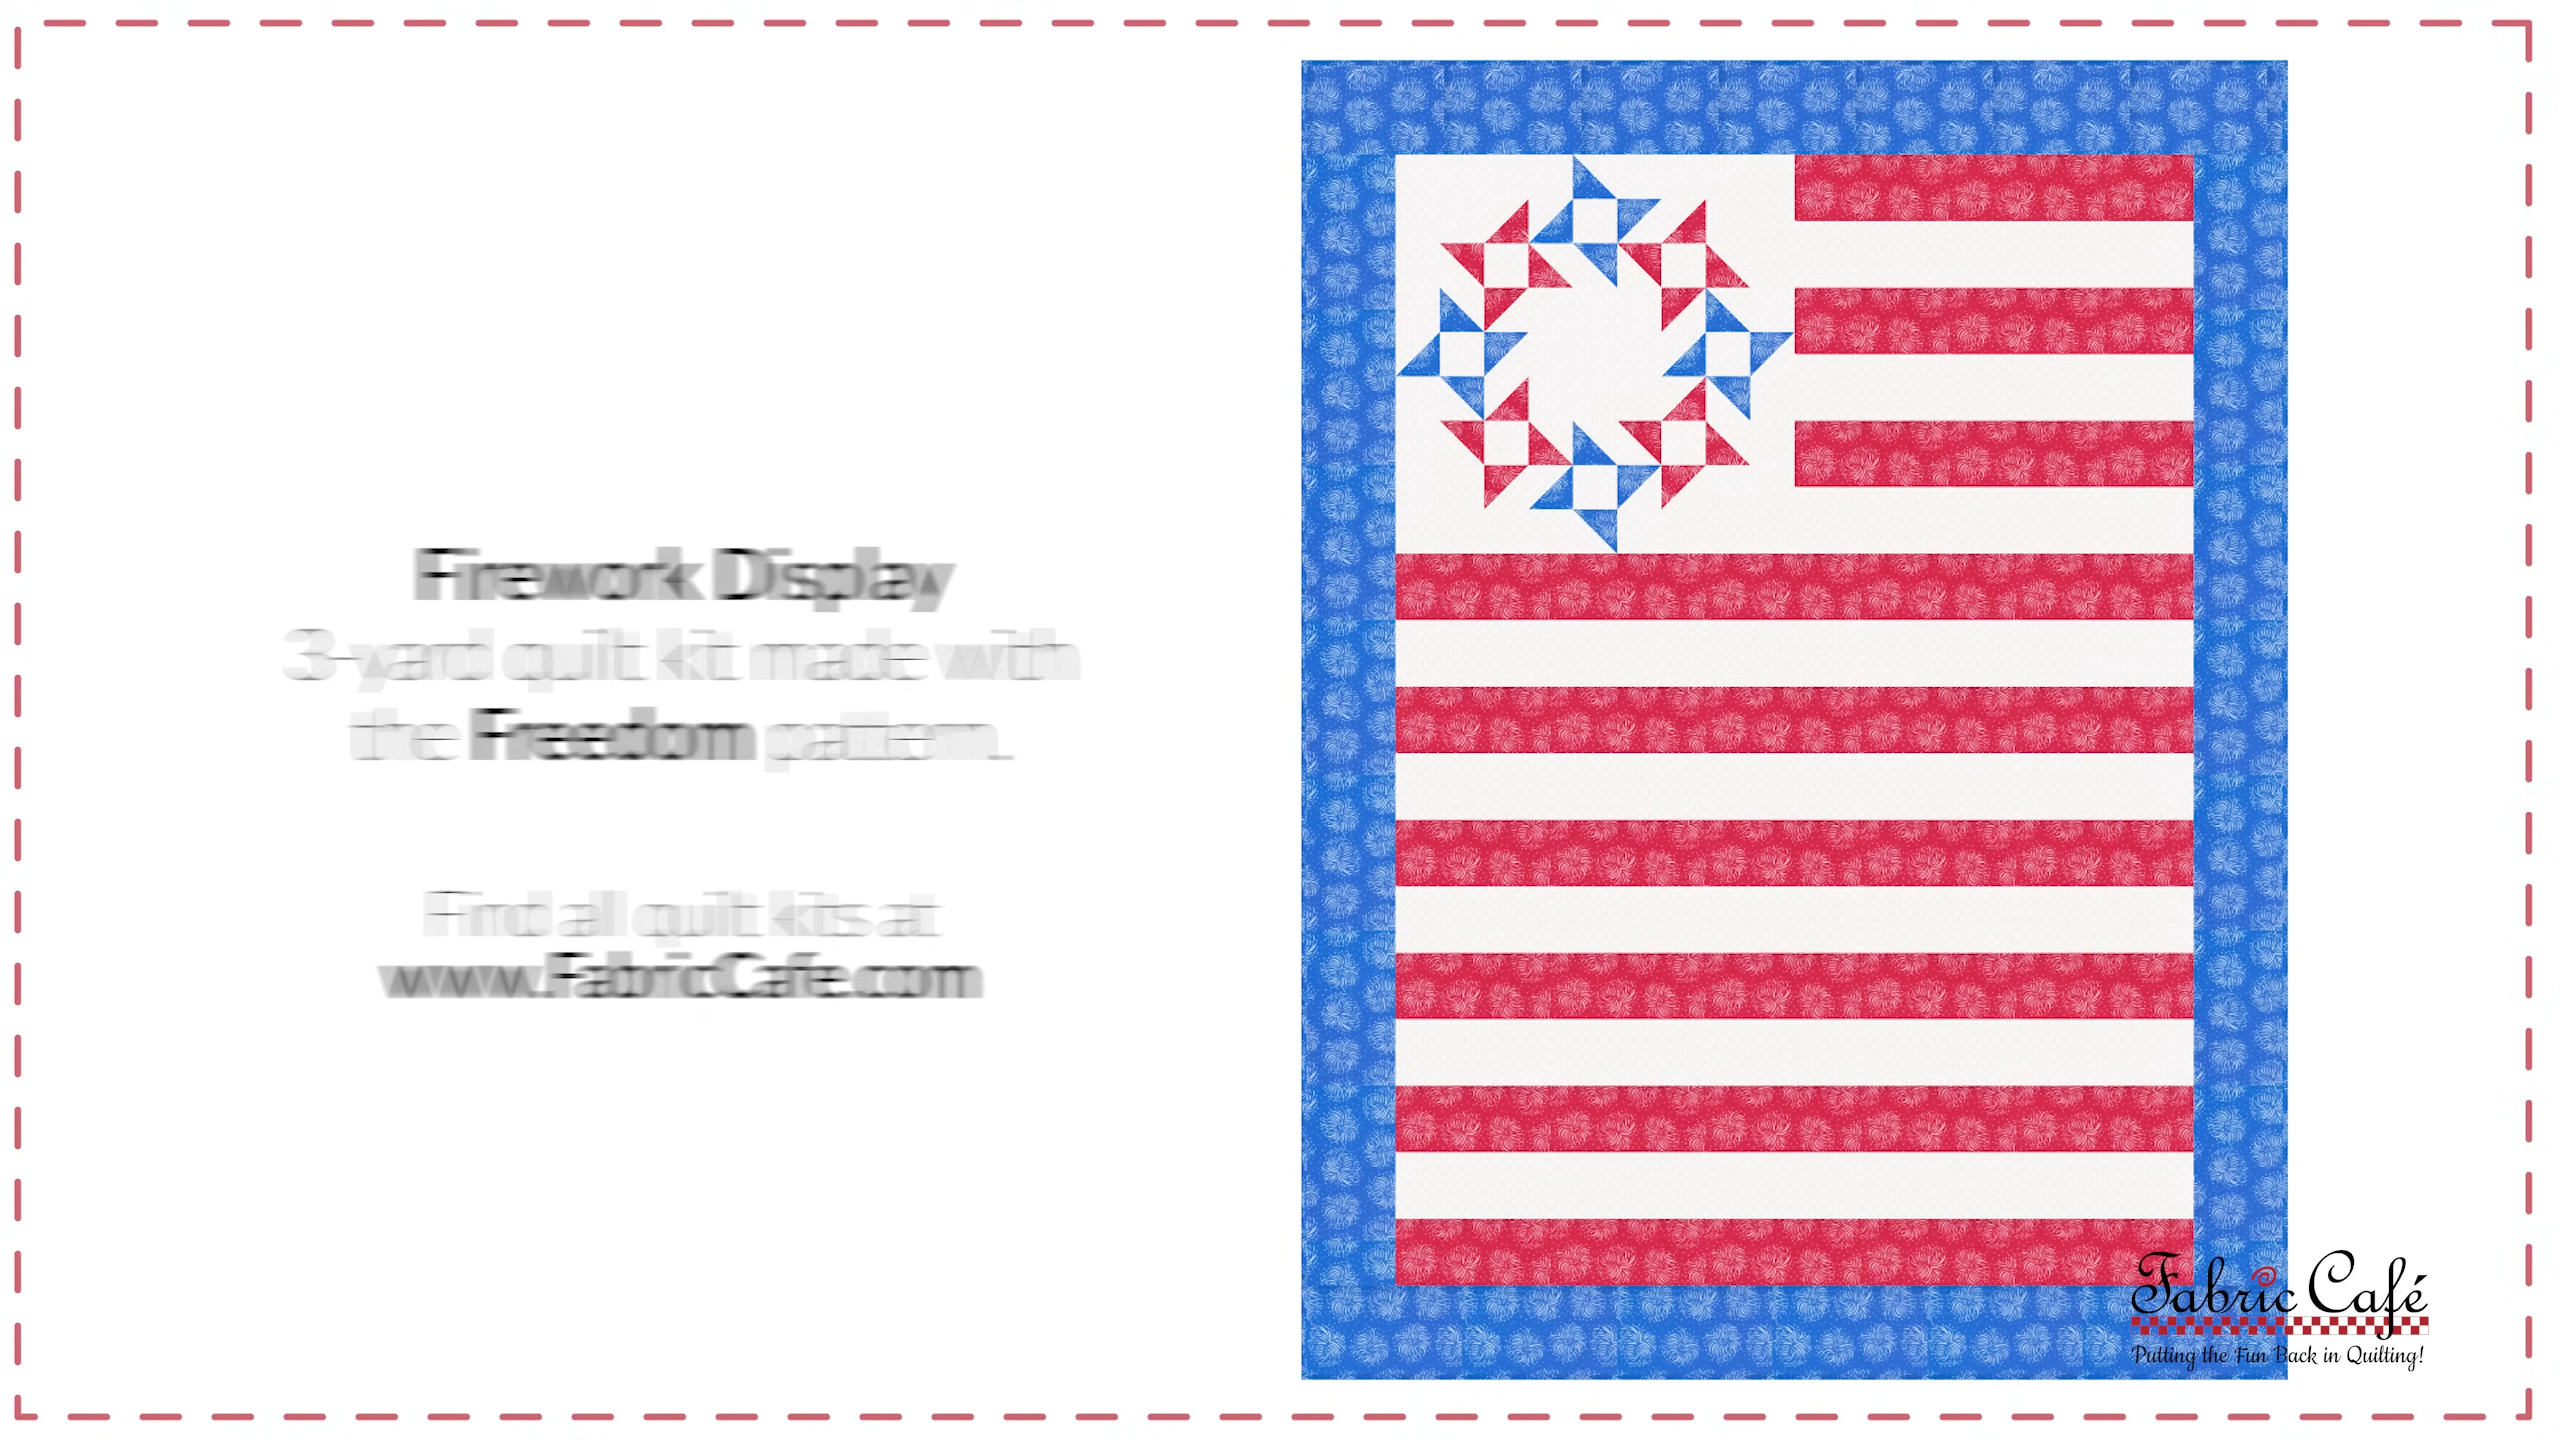 Firework Display
3-yard quilt kit made with
the Freedom pattern.
Find all quilt kits at
www.FabricCafe.com
Fabric Café
Putting the Fun Back in Quilting!